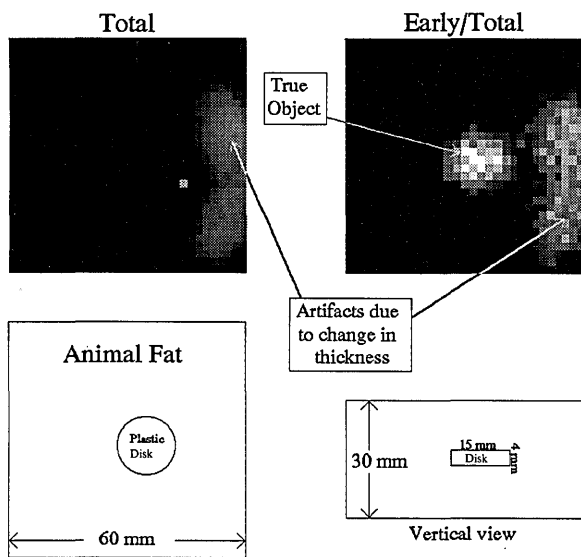 Total
Early/Total
True
Object
Artifacts due
to change in
thickness
Animal Fat
Plastic
Disk
60 mm
30 mm
15 mm
Disk
4 mm
Vertical view